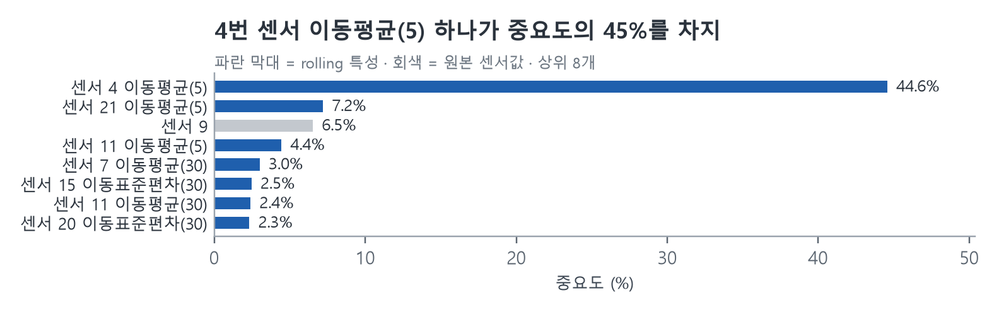 4번 센서 이동평균(5) 하나가 중요도의 45%를 차지
파란 막대 = rolling 특성 · 회색 = 원본 센서값 · 상위 8개
센서 4 이동평균(5) 44.6%
센서 21 이동평균(5) 7.2%
센서 9 6.5%
센서 11 이동평균(5) 4.4%
센서 7 이동평균(30) 3.0%
센서 15 이동표준편차(30) 2.5%
센서 11 이동평균(30) 2.4%
센서 20 이동표준편차(30) 2.3%
0 10 20 30 40 50
중요도 (%)